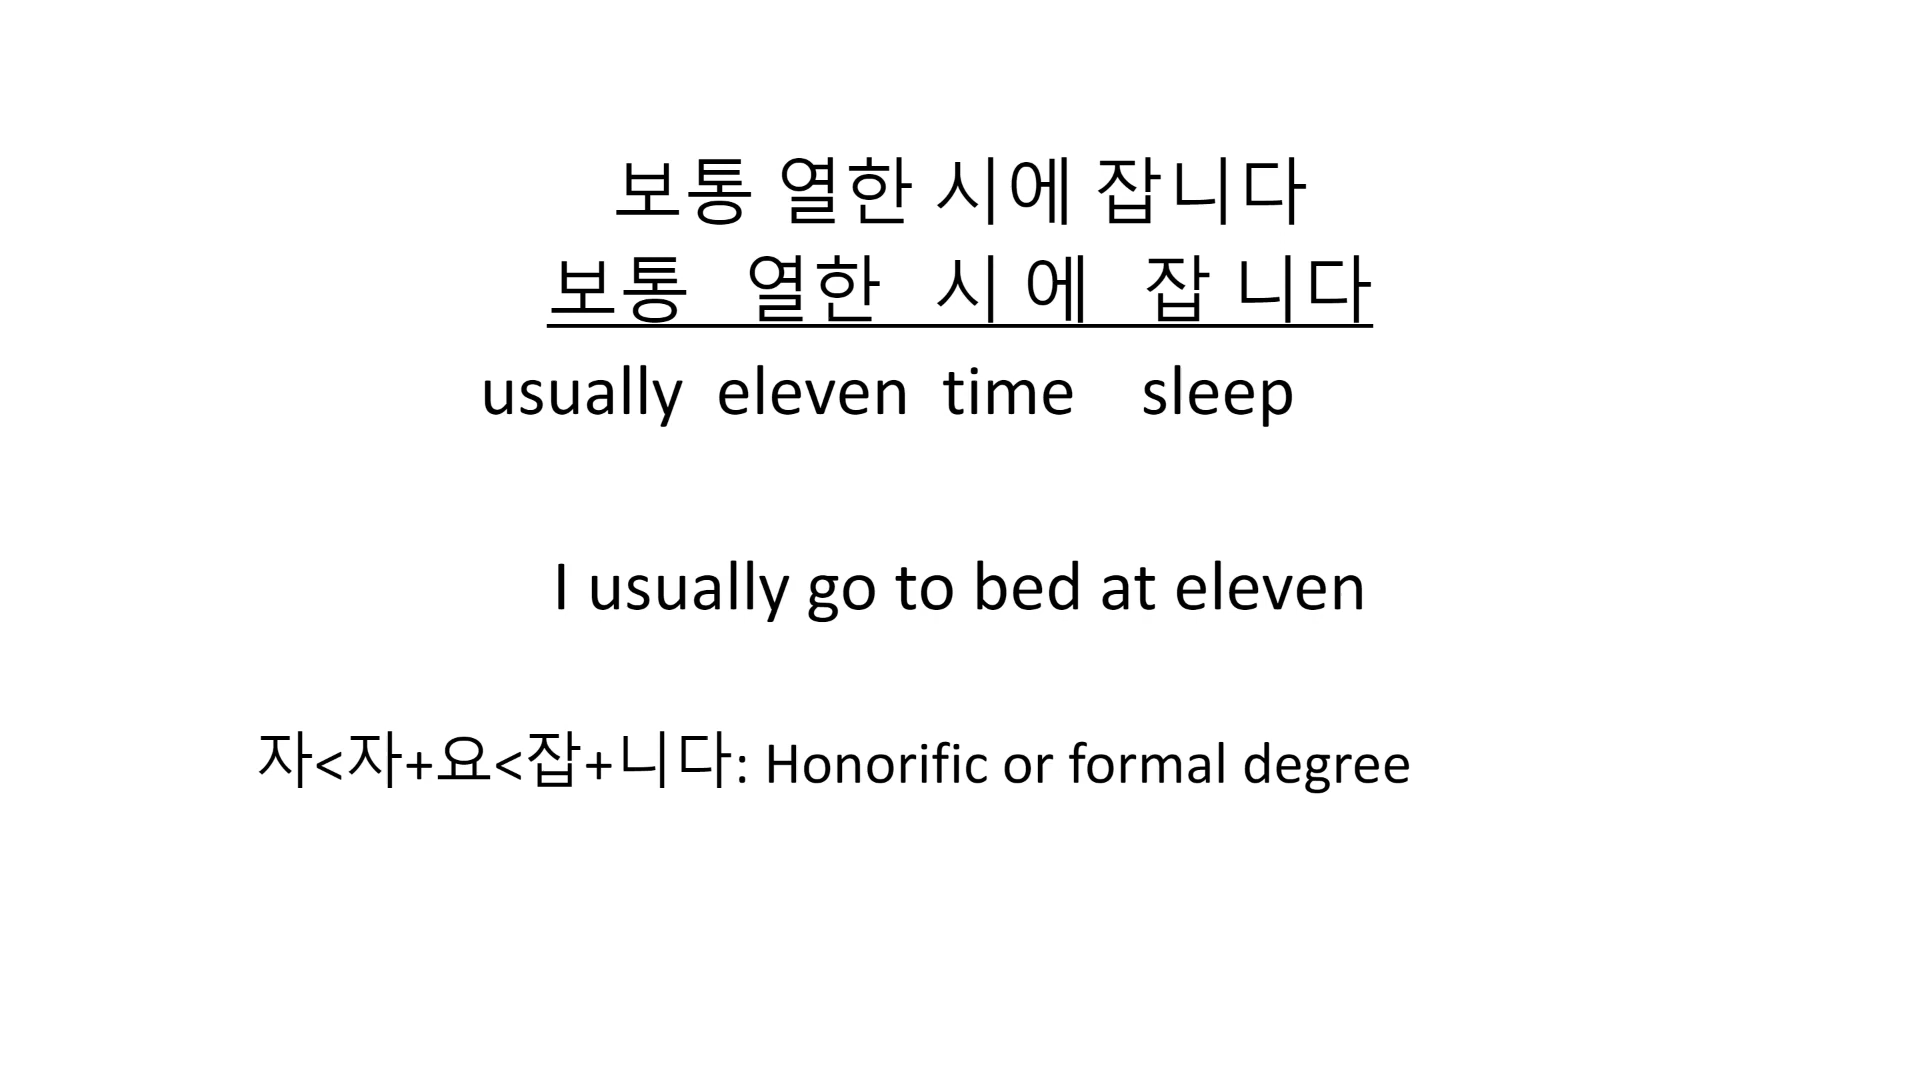 보통 열한 시에 잡니다
보통 열한 시 에 잡 니다
usually eleven time sleep
I usually go to bed at eleven
자<자+요<잡+니다: Honorific or formal degree